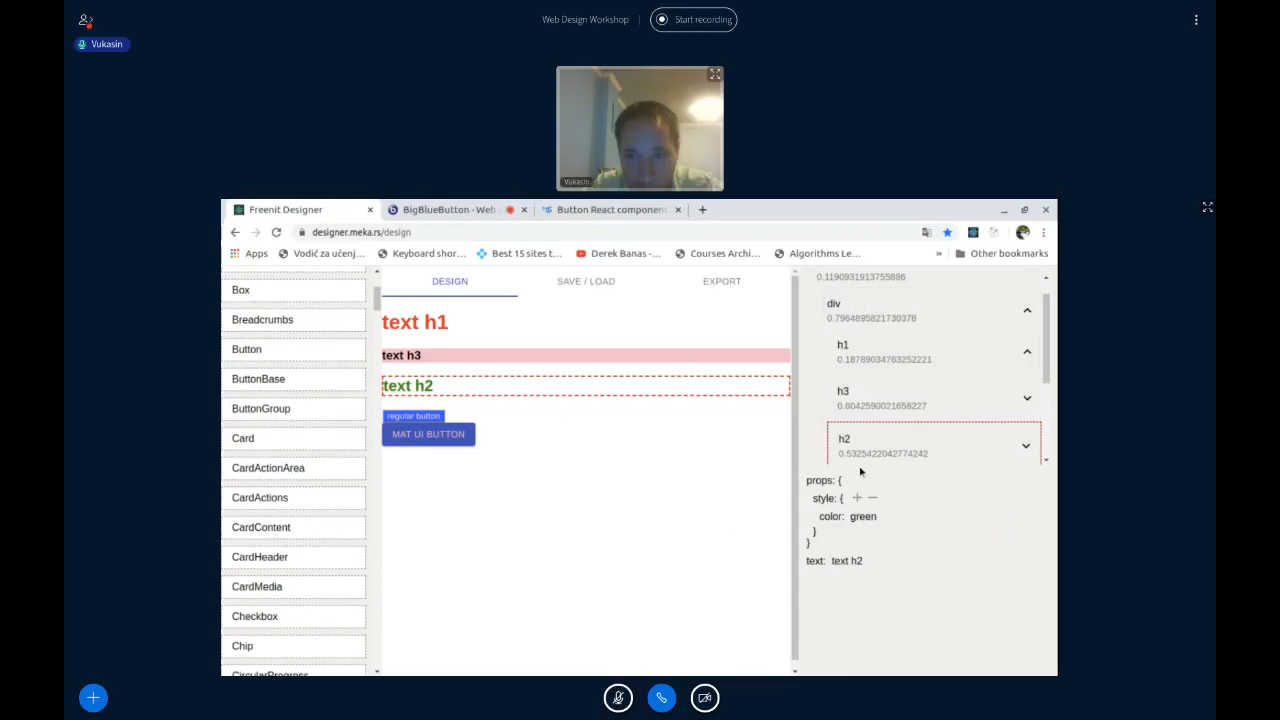 Web Design Workshop
Start recording
Vukasin
Vukasin
Freenit Designer
BigBlueButton - Web
Button React componen
designer.meka.rs/design
Apps
Vodič za učenj...
Keyboard shor...
Best 15 sites t...
Derek Banas -...
Courses Archi...
Algorithms Le...
»
Other bookmarks
Box
Breadcrumbs
Button
ButtonBase
ButtonGroup
Card
CardActionArea
CardActions
CardContent
CardHeader
CardMedia
Checkbox
Chip
CircularProgress
DESIGN
SAVE / LOAD
EXPORT
text h1
text h3
text h2
regular button
MAT UI BUTTON
0.1190931913755886
div
0.7964895821730378
h1
0.18789034763252221
h3
0.6042590021658227
h2
0.5325422042774242
props: {
style: { + −
color: green
}
}
text: text h2